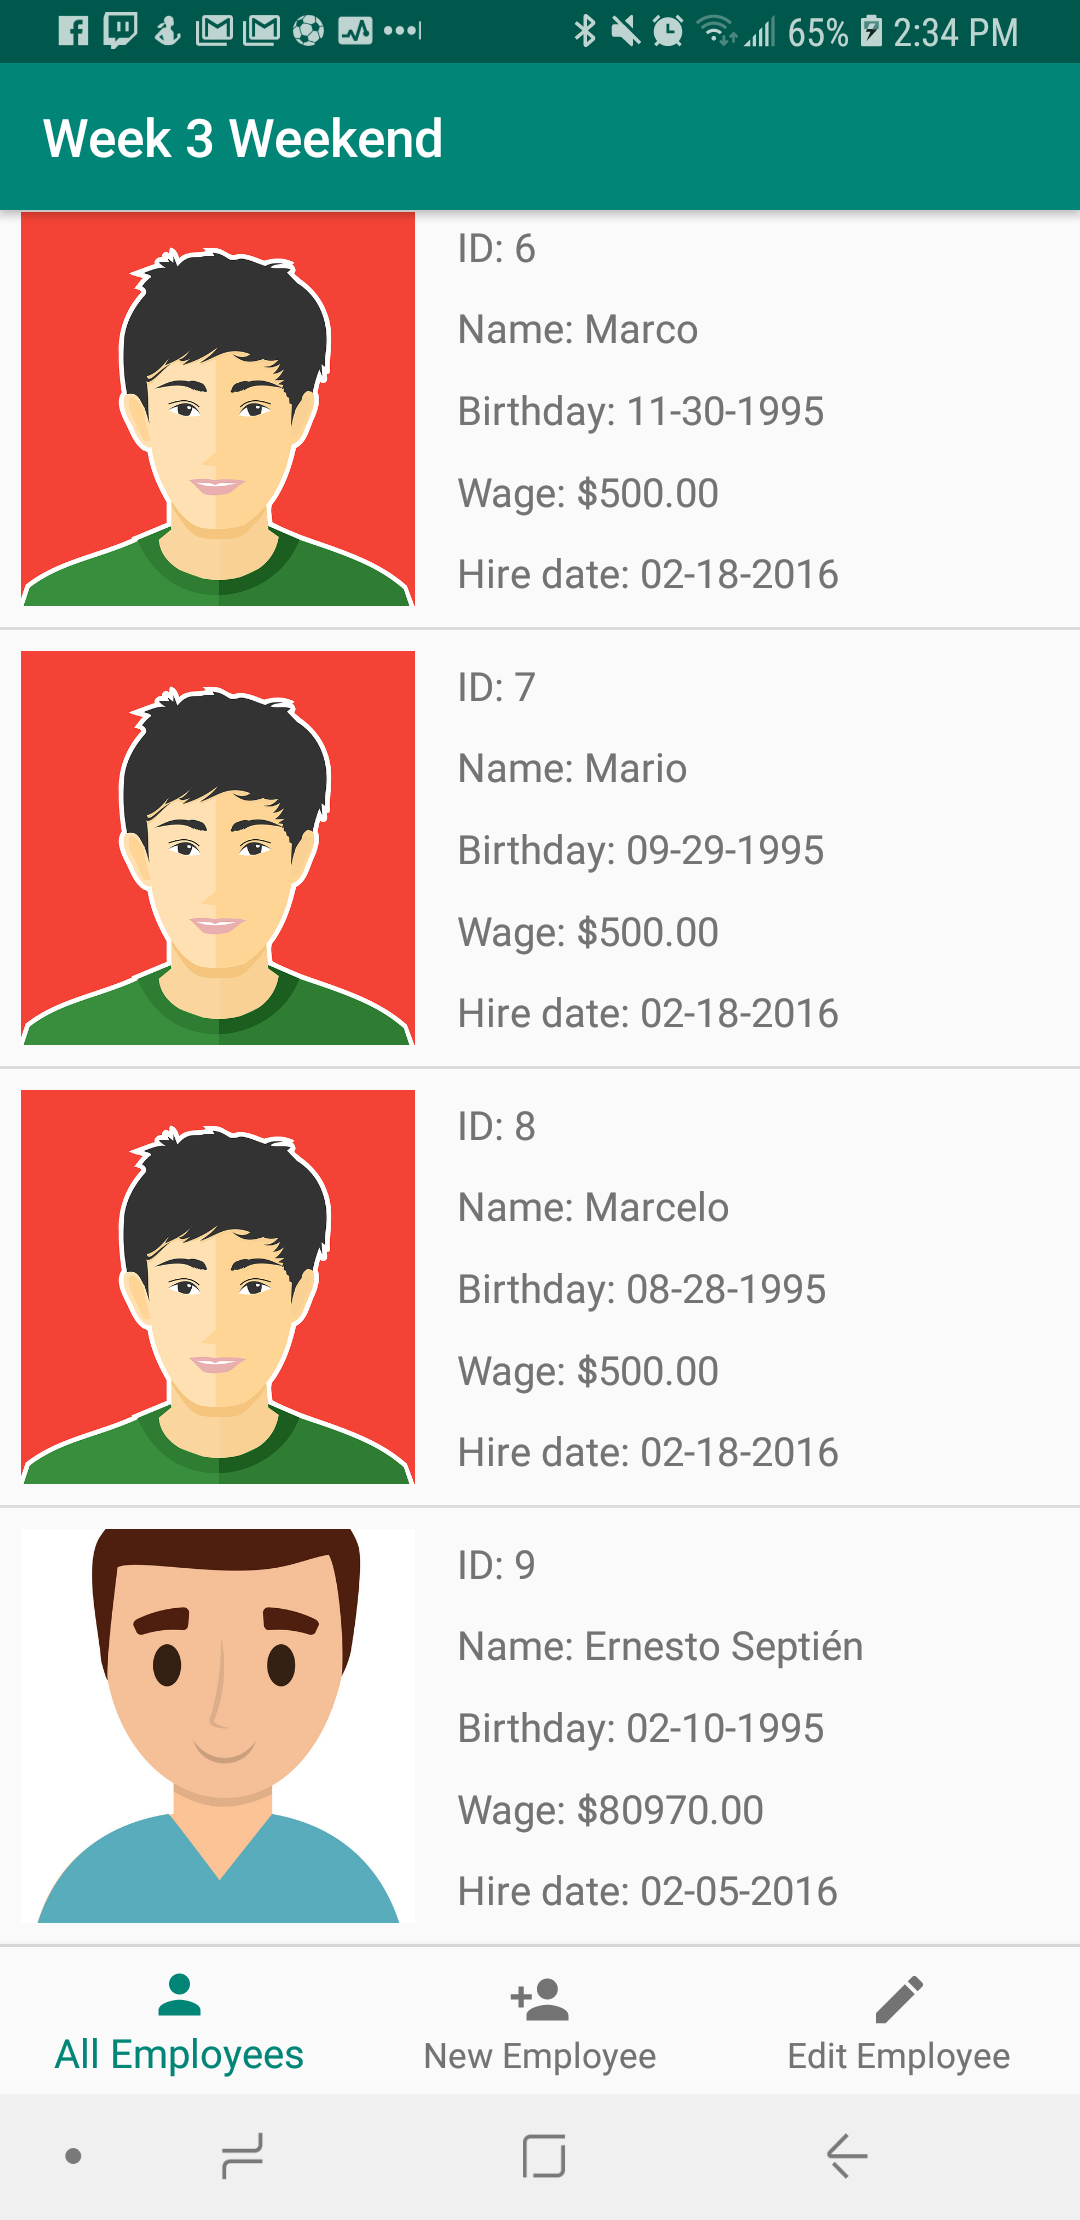 65% 2:34 PM
Week 3 Weekend
ID: 6
Name: Marco
Birthday: 11-30-1995
Wage: $500.00
Hire date: 02-18-2016
ID: 7
Name: Mario
Birthday: 09-29-1995
Wage: $500.00
Hire date: 02-18-2016
ID: 8
Name: Marcelo
Birthday: 08-28-1995
Wage: $500.00
Hire date: 02-18-2016
ID: 9
Name: Ernesto Septién
Birthday: 02-10-1995
Wage: $80970.00
Hire date: 02-05-2016
All Employees
New Employee
Edit Employee